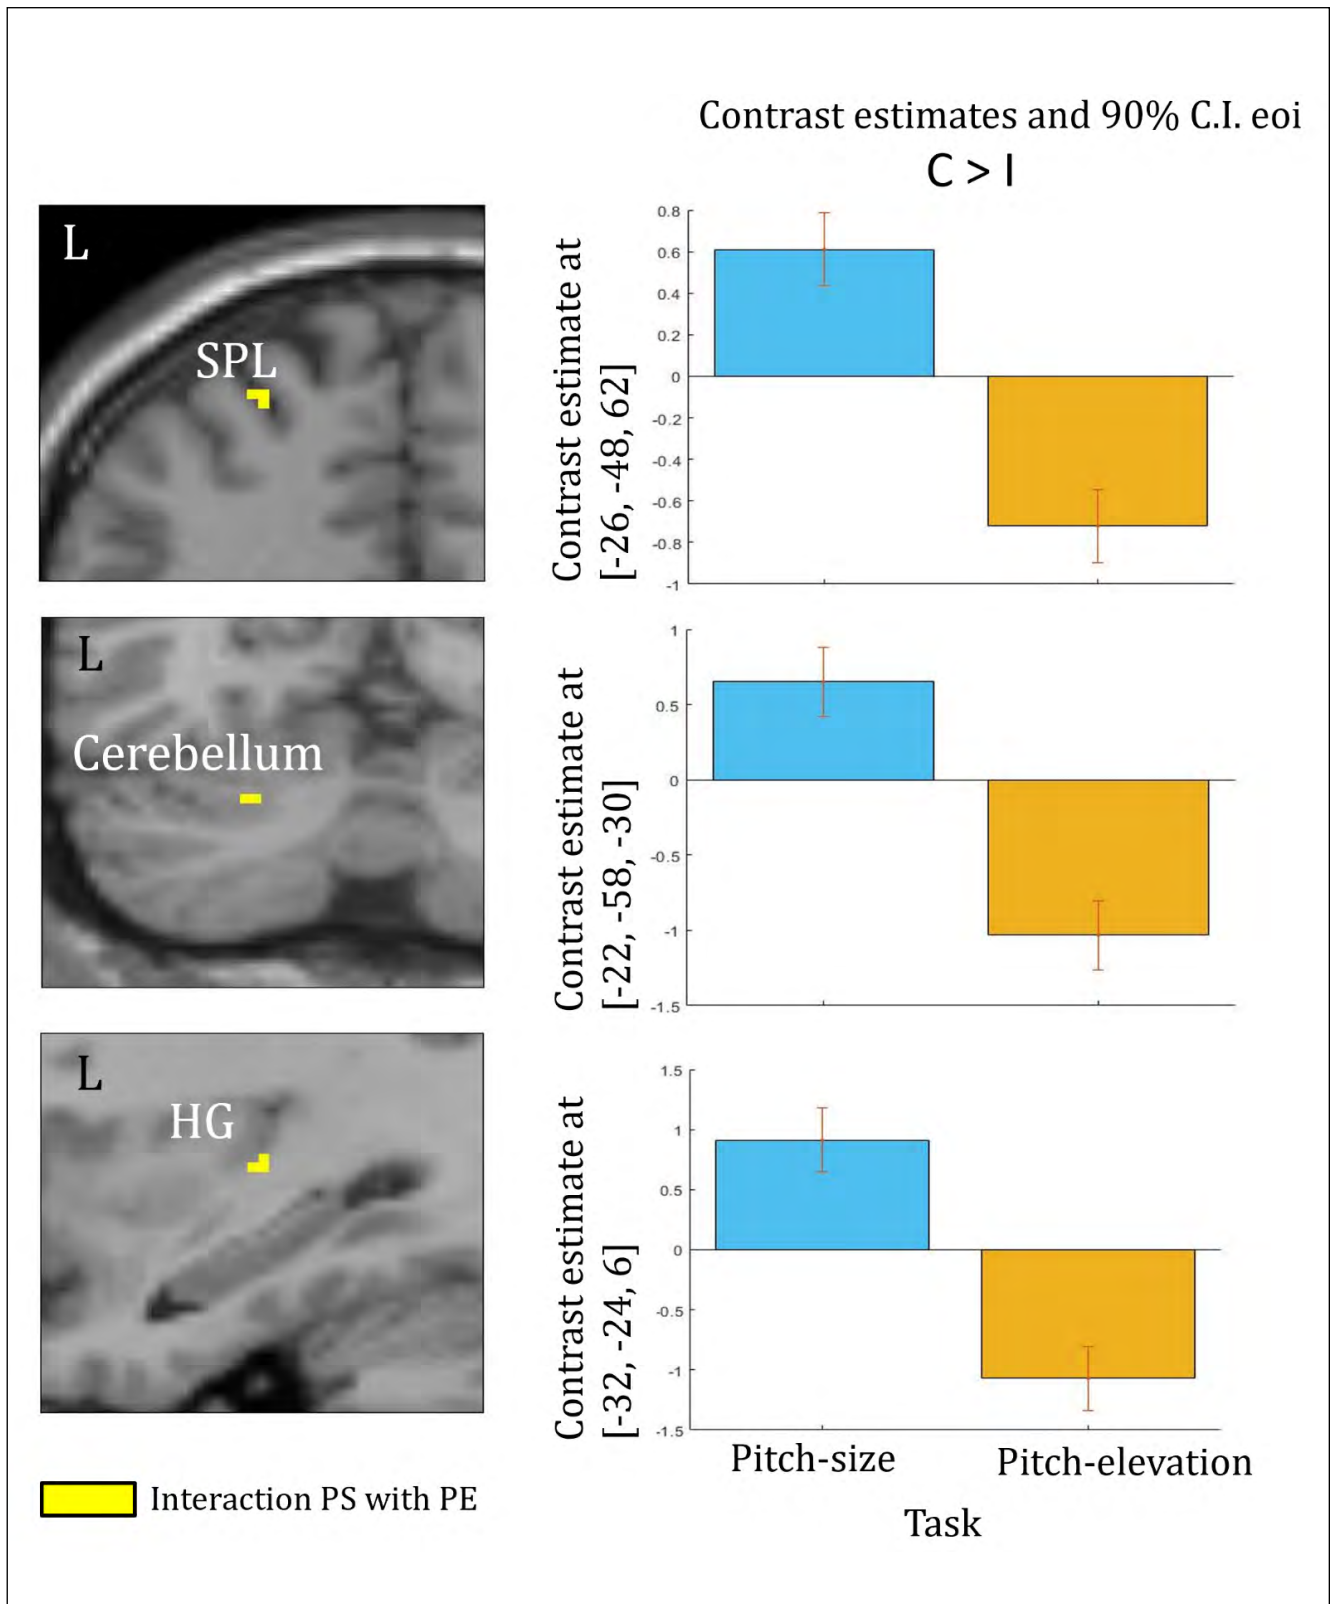 Contrast estimates and 90% C.I. eoi
C > I
L
SPL
Contrast estimate at
[-26, -48, 62]
0.8
0.6
0.4
0.2
0
-0.2
-0.4
-0.6
-0.8
-1
L
Cerebellum
Contrast estimate at
[-22, -58, -30]
1
0.5
0
-0.5
-1
-1.5
L
HG
Contrast estimate at
[-32, -24, 6]
1.5
1
0.5
0
-0.5
-1
-1.5
Pitch-size
Pitch-elevation
Task
Interaction PS with PE